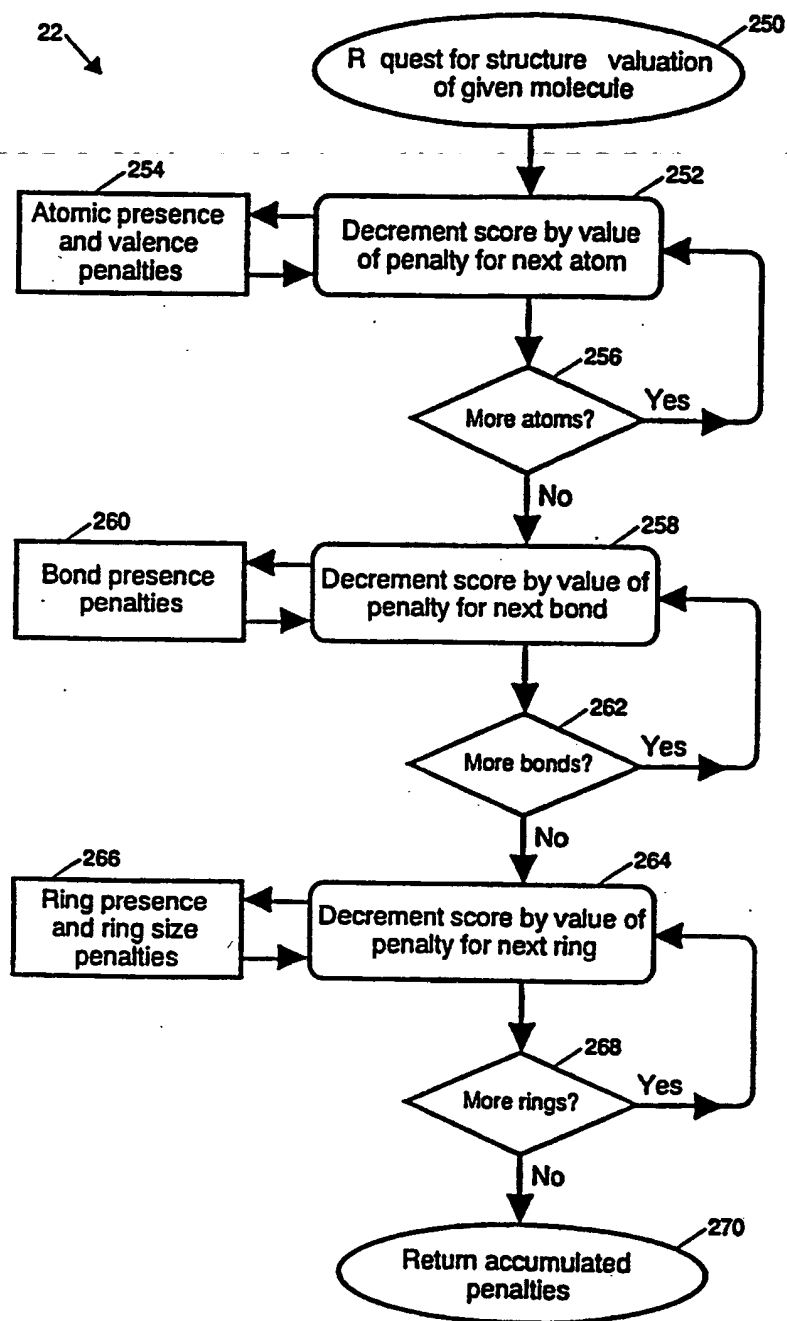 22
250
R quest for structure valuation
of given molecule
254
252
Atomic presence
and valence
penalties
Decrement score by value
of penalty for next atom
256
More atoms?
Yes
No
260
258
Bond presence
penalties
Decrement score by value of
penalty for next bond
262
More bonds?
Yes
No
266
264
Ring presence
and ring size
penalties
Decrement score by value of
penalty for next ring
268
More rings?
Yes
No
270
Return accumulated
penalties